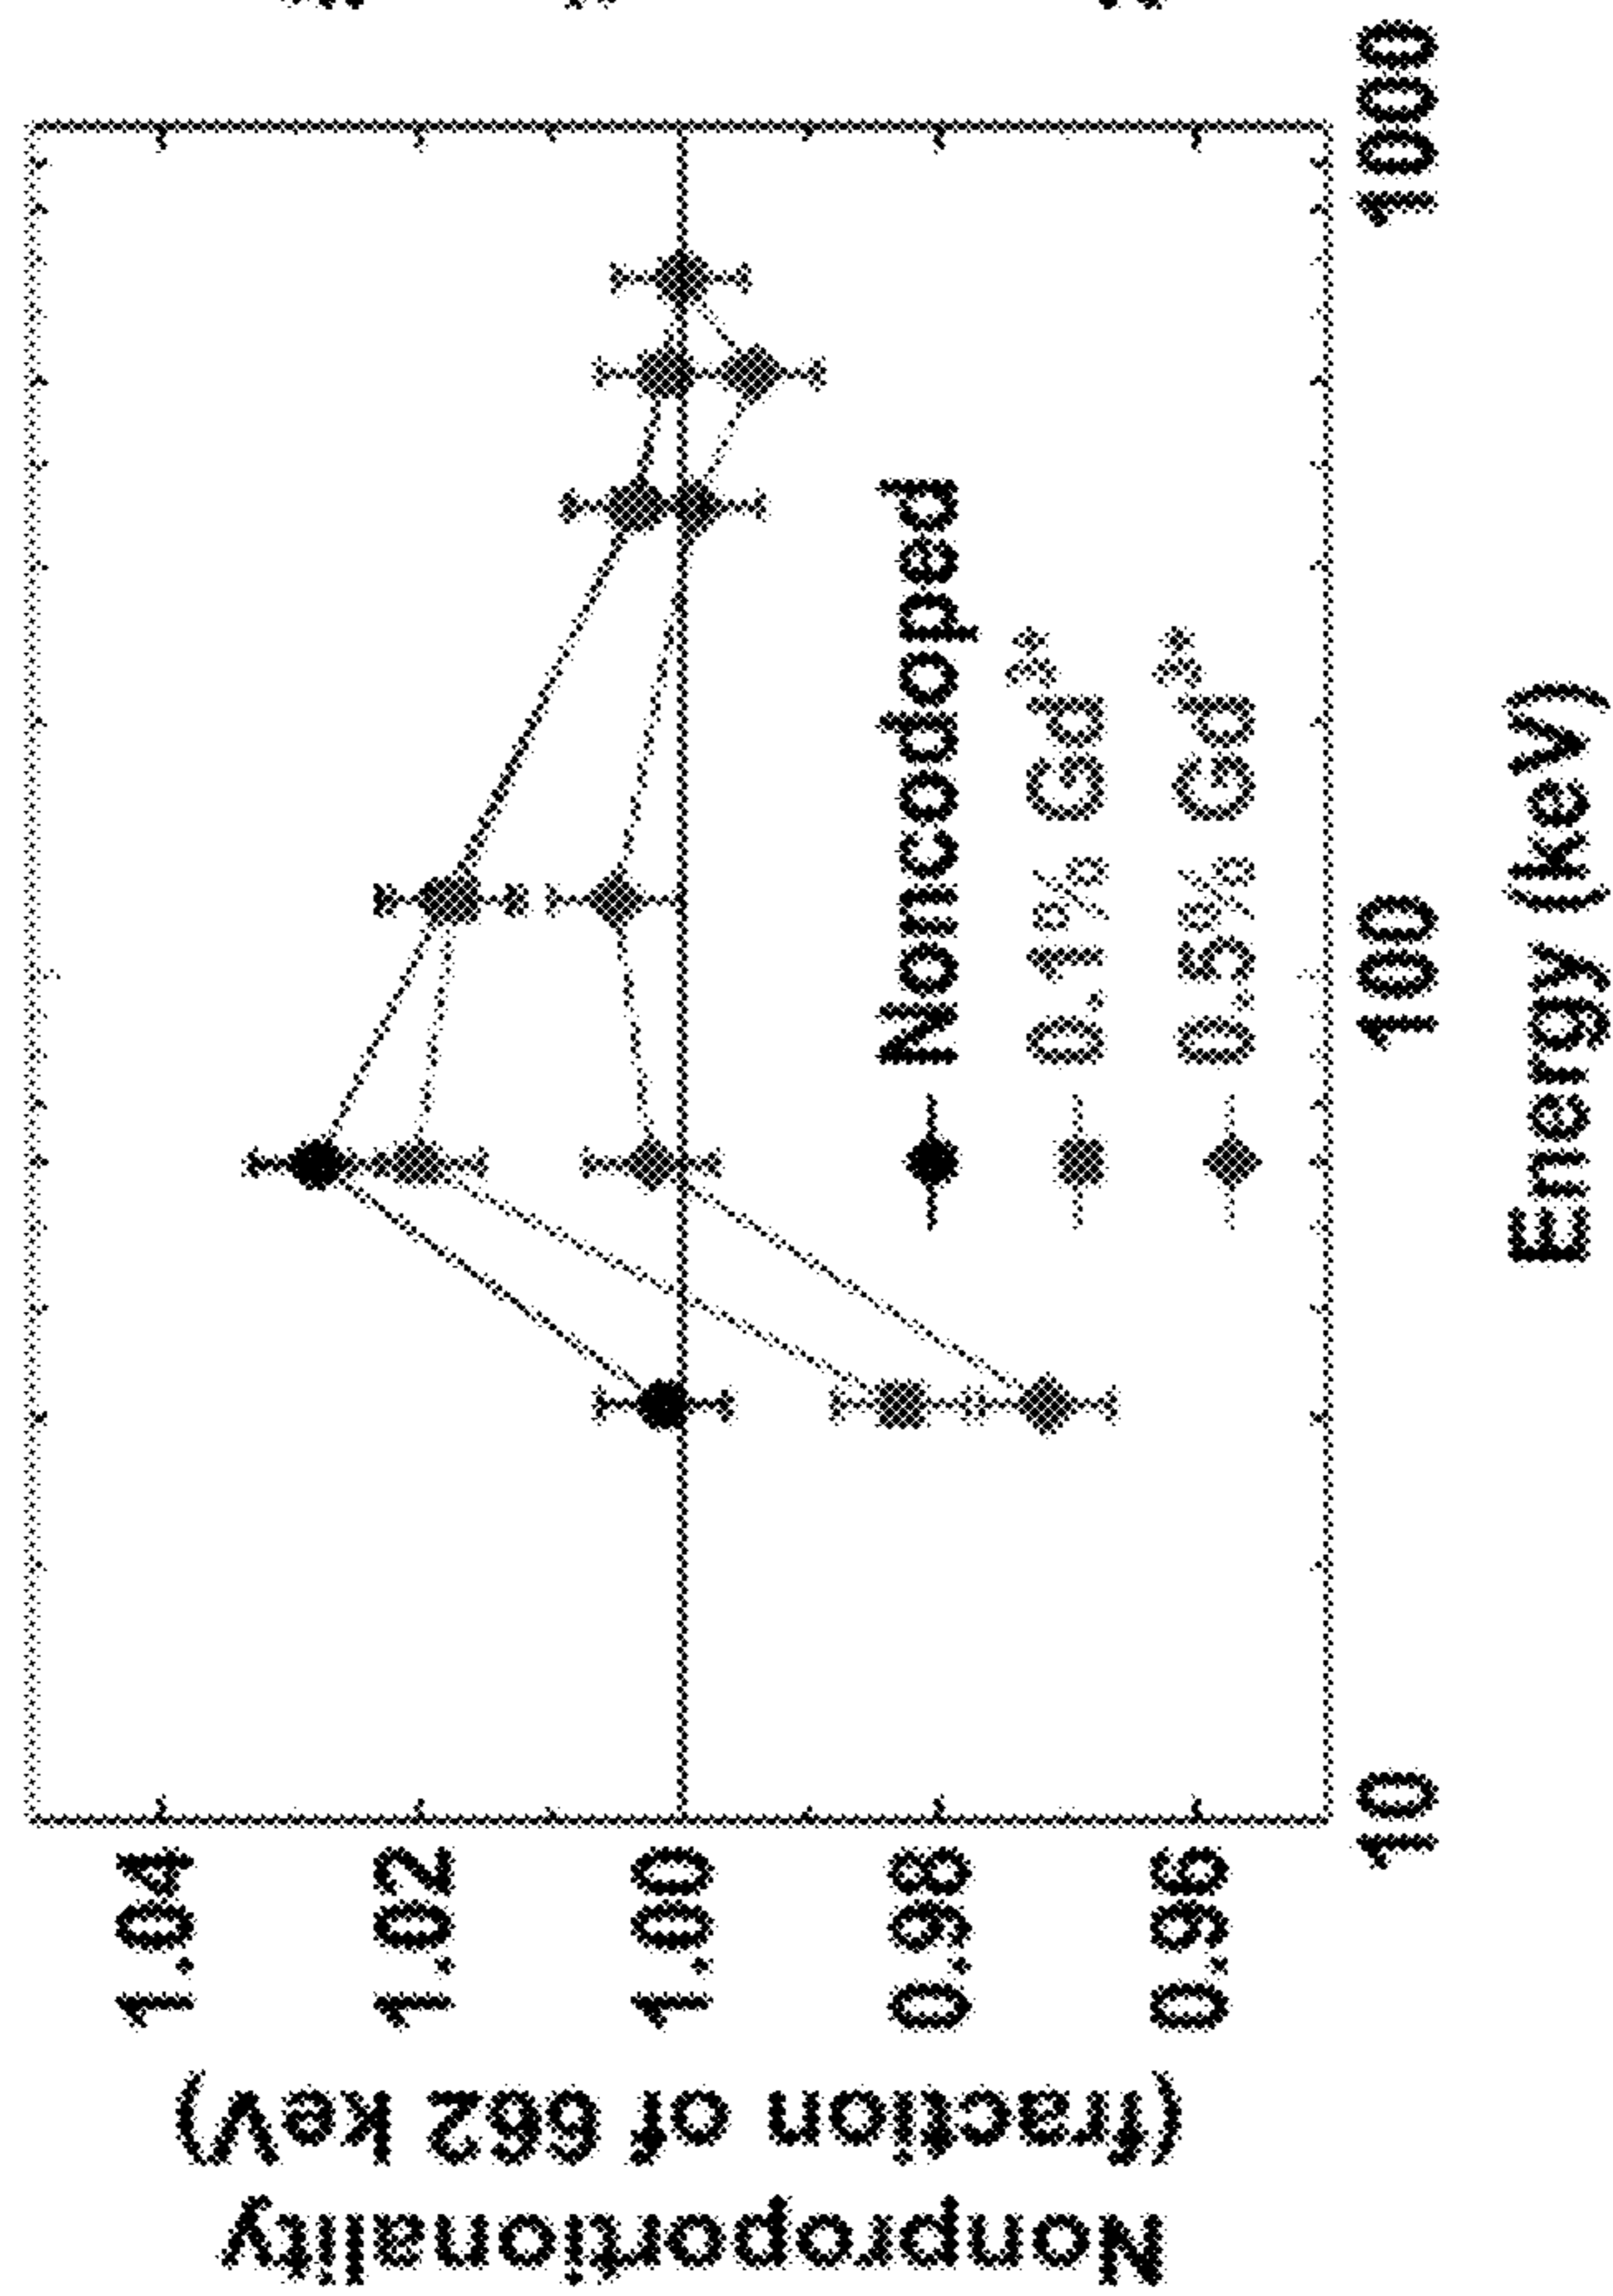 Nonproportionality
(fraction of 662 keV)
1.04
1.02
1.00
0.98
0.96
Noncodoped
0.1% Gd³⁺
0.5% Gd³⁺
10
100
1000
Energy (keV)